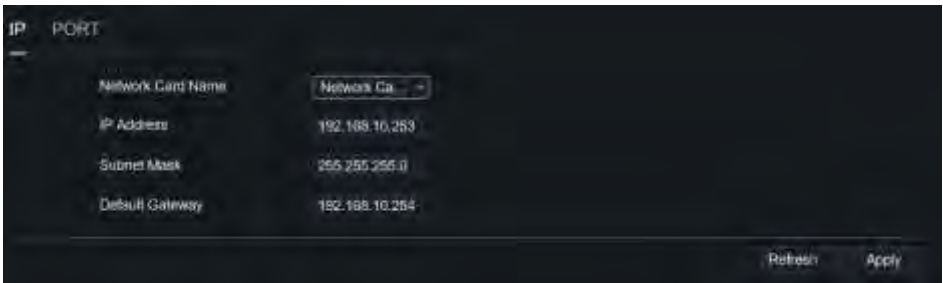 IP PORT
Network Card Name Network Ca...
IP Address 192.168.10.253
Subnet Mask 255.255.255.0
Default Gateway 192.168.10.254
Refresh Apply